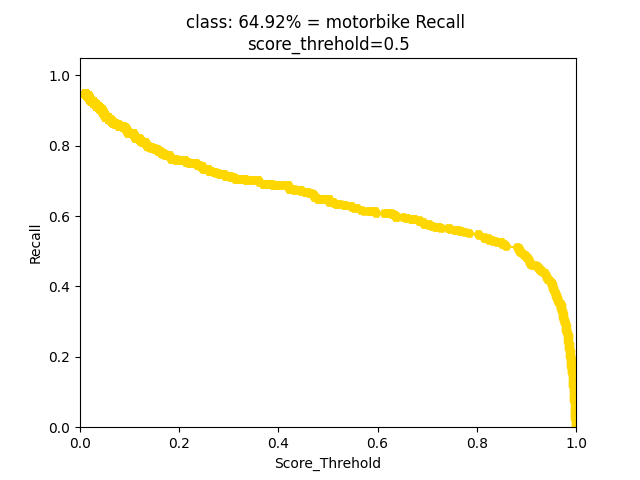 class: 64.92% = motorbike Recall
score_threhold=0.5
1.0
0.8
0.6
0.4
0.2
0.0
Recall
0.0 0.2 0.4 0.6 0.8 1.0
Score_Threhold